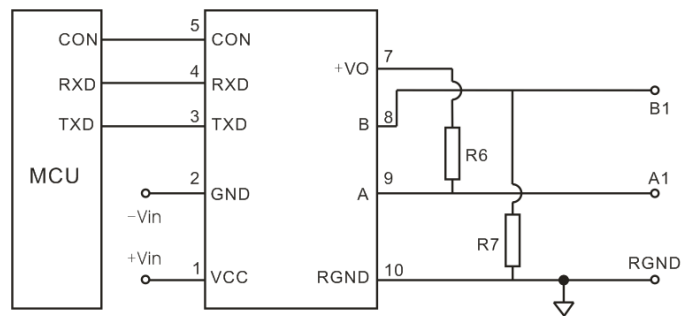 CON 5 CON
+VO 7
RXD 4 RXD
B1
TXD 3 TXD B 8
R6
MCU
2 GND A 9 A1
-Vin
+Vin
R7
1 VCC RGND 10 RGND